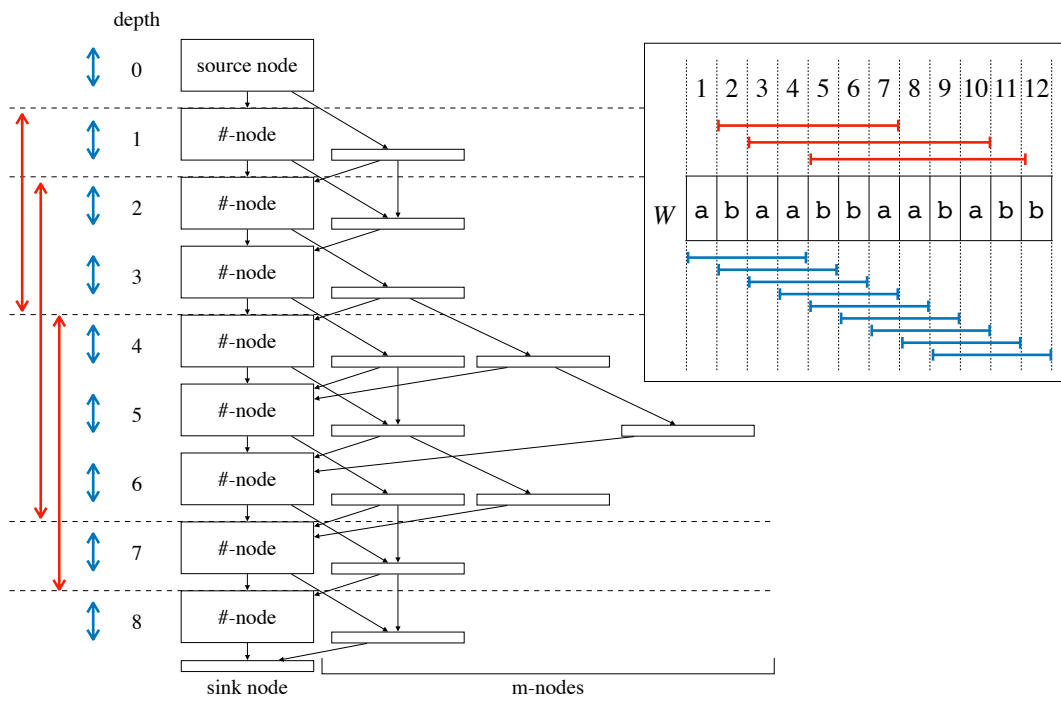 depth
0 source node
1 #-node
2 #-node
3 #-node
4 #-node
5 #-node
6 #-node
7 #-node
8 #-node
sink node m-nodes
1 2 3 4 5 6 7 8 9 10 11 12
W a b a a b b a a b a b b